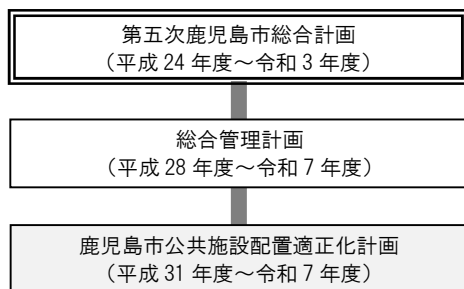 第五次鹿児島市総合計画
（平成 24 年度～令和 3 年度）
総合管理計画
（平成 28 年度～令和 7 年度）
鹿児島市公共施設配置適正化計画
（平成 31 年度～令和 7 年度）